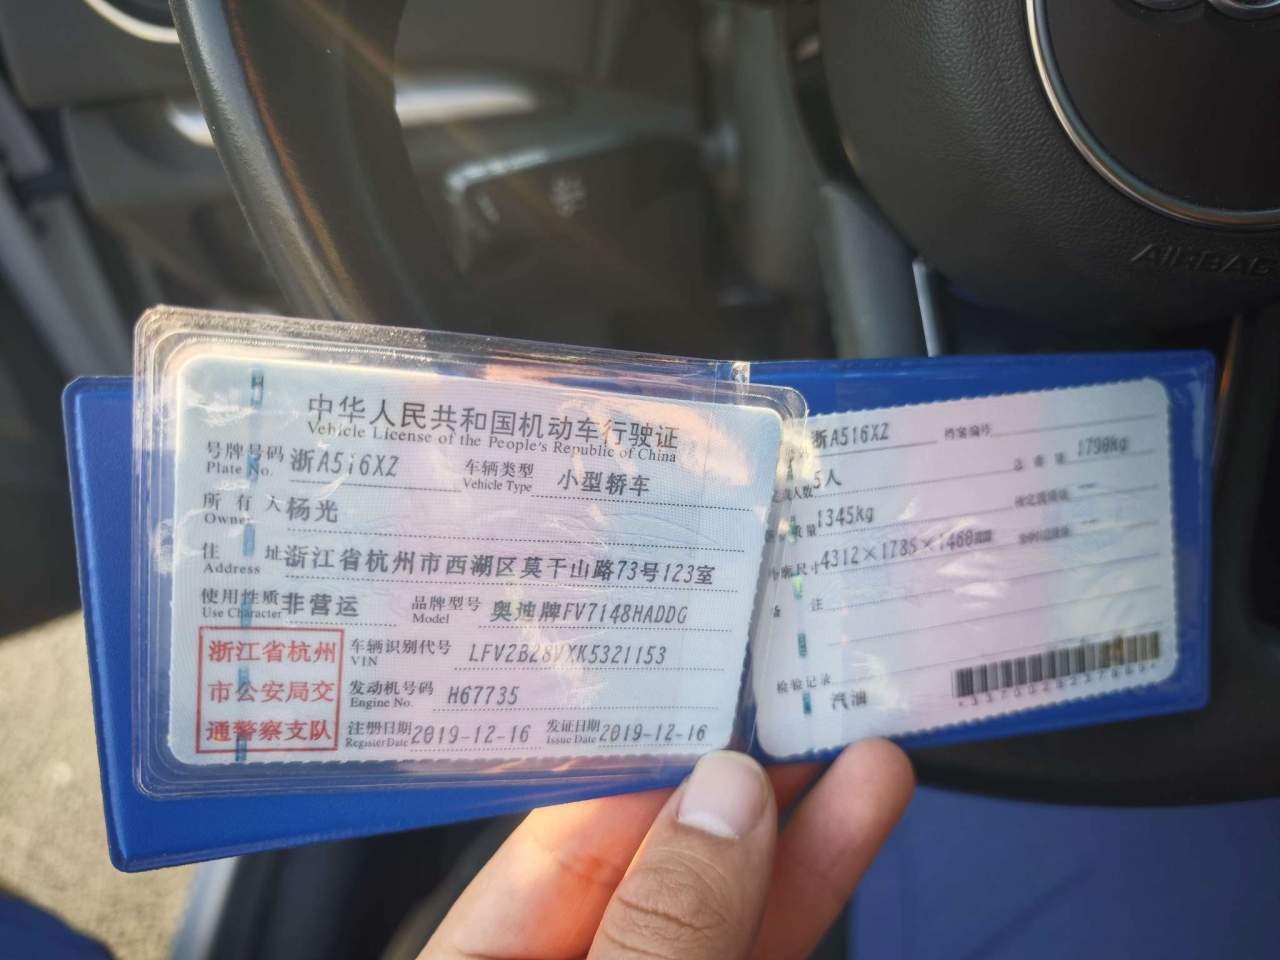 AIRBAG
中华人民共和国机动车行驶证
Vehicle License of the People's Republic of China
号牌号码 浙A516XZ 车辆类型 小型轿车
Plate No. Vehicle Type
所有人 杨光
Owner
住址 浙江省杭州市西湖区莫干山路73号123室
Address
使用性质 非营运 品牌型号 奥迪牌FV7148HADDG
Use Character Model
浙江省杭州
市公安局交
通警察支队
车辆识别代号 LFV2B28VXK5321153
VIN
发动机号码 H67735
Engine No.
注册日期 2019-12-16 发证日期 2019-12-16
Register Date Issue Date
浙A516XZ 档案编号
人数 5人 1790kg
质量 1345kg
廓尺寸 4312×1785×1460
注
检验记录
汽油